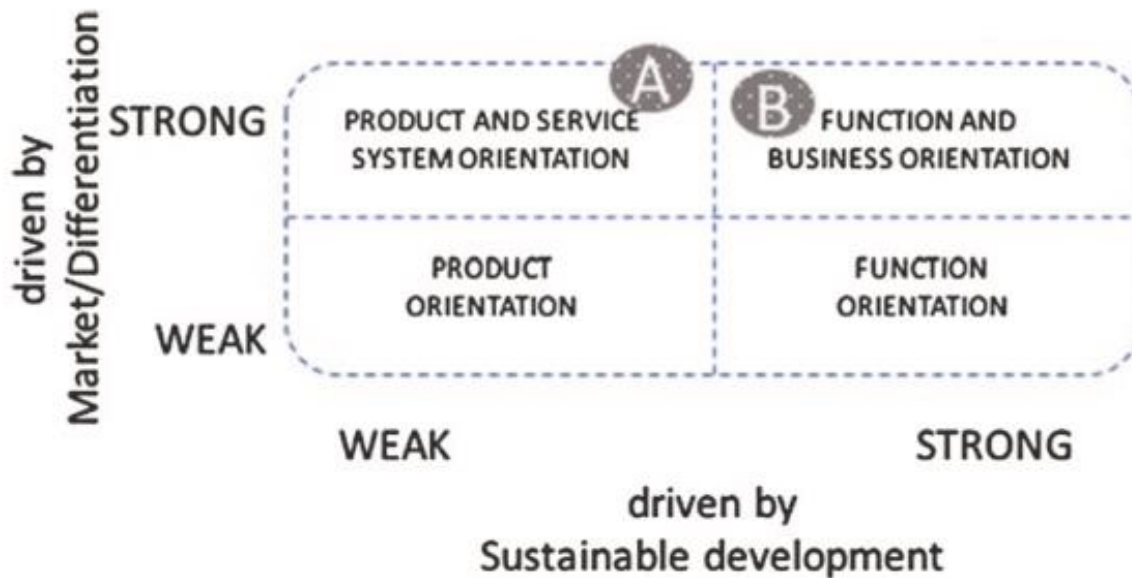 driven by
Market/Differentiation
STRONG
WEAK
A
B
PRODUCT AND SERVICE
SYSTEM ORIENTATION
FUNCTION AND
BUSINESS ORIENTATION
PRODUCT
ORIENTATION
FUNCTION
ORIENTATION
WEAK
STRONG
driven by
Sustainable development